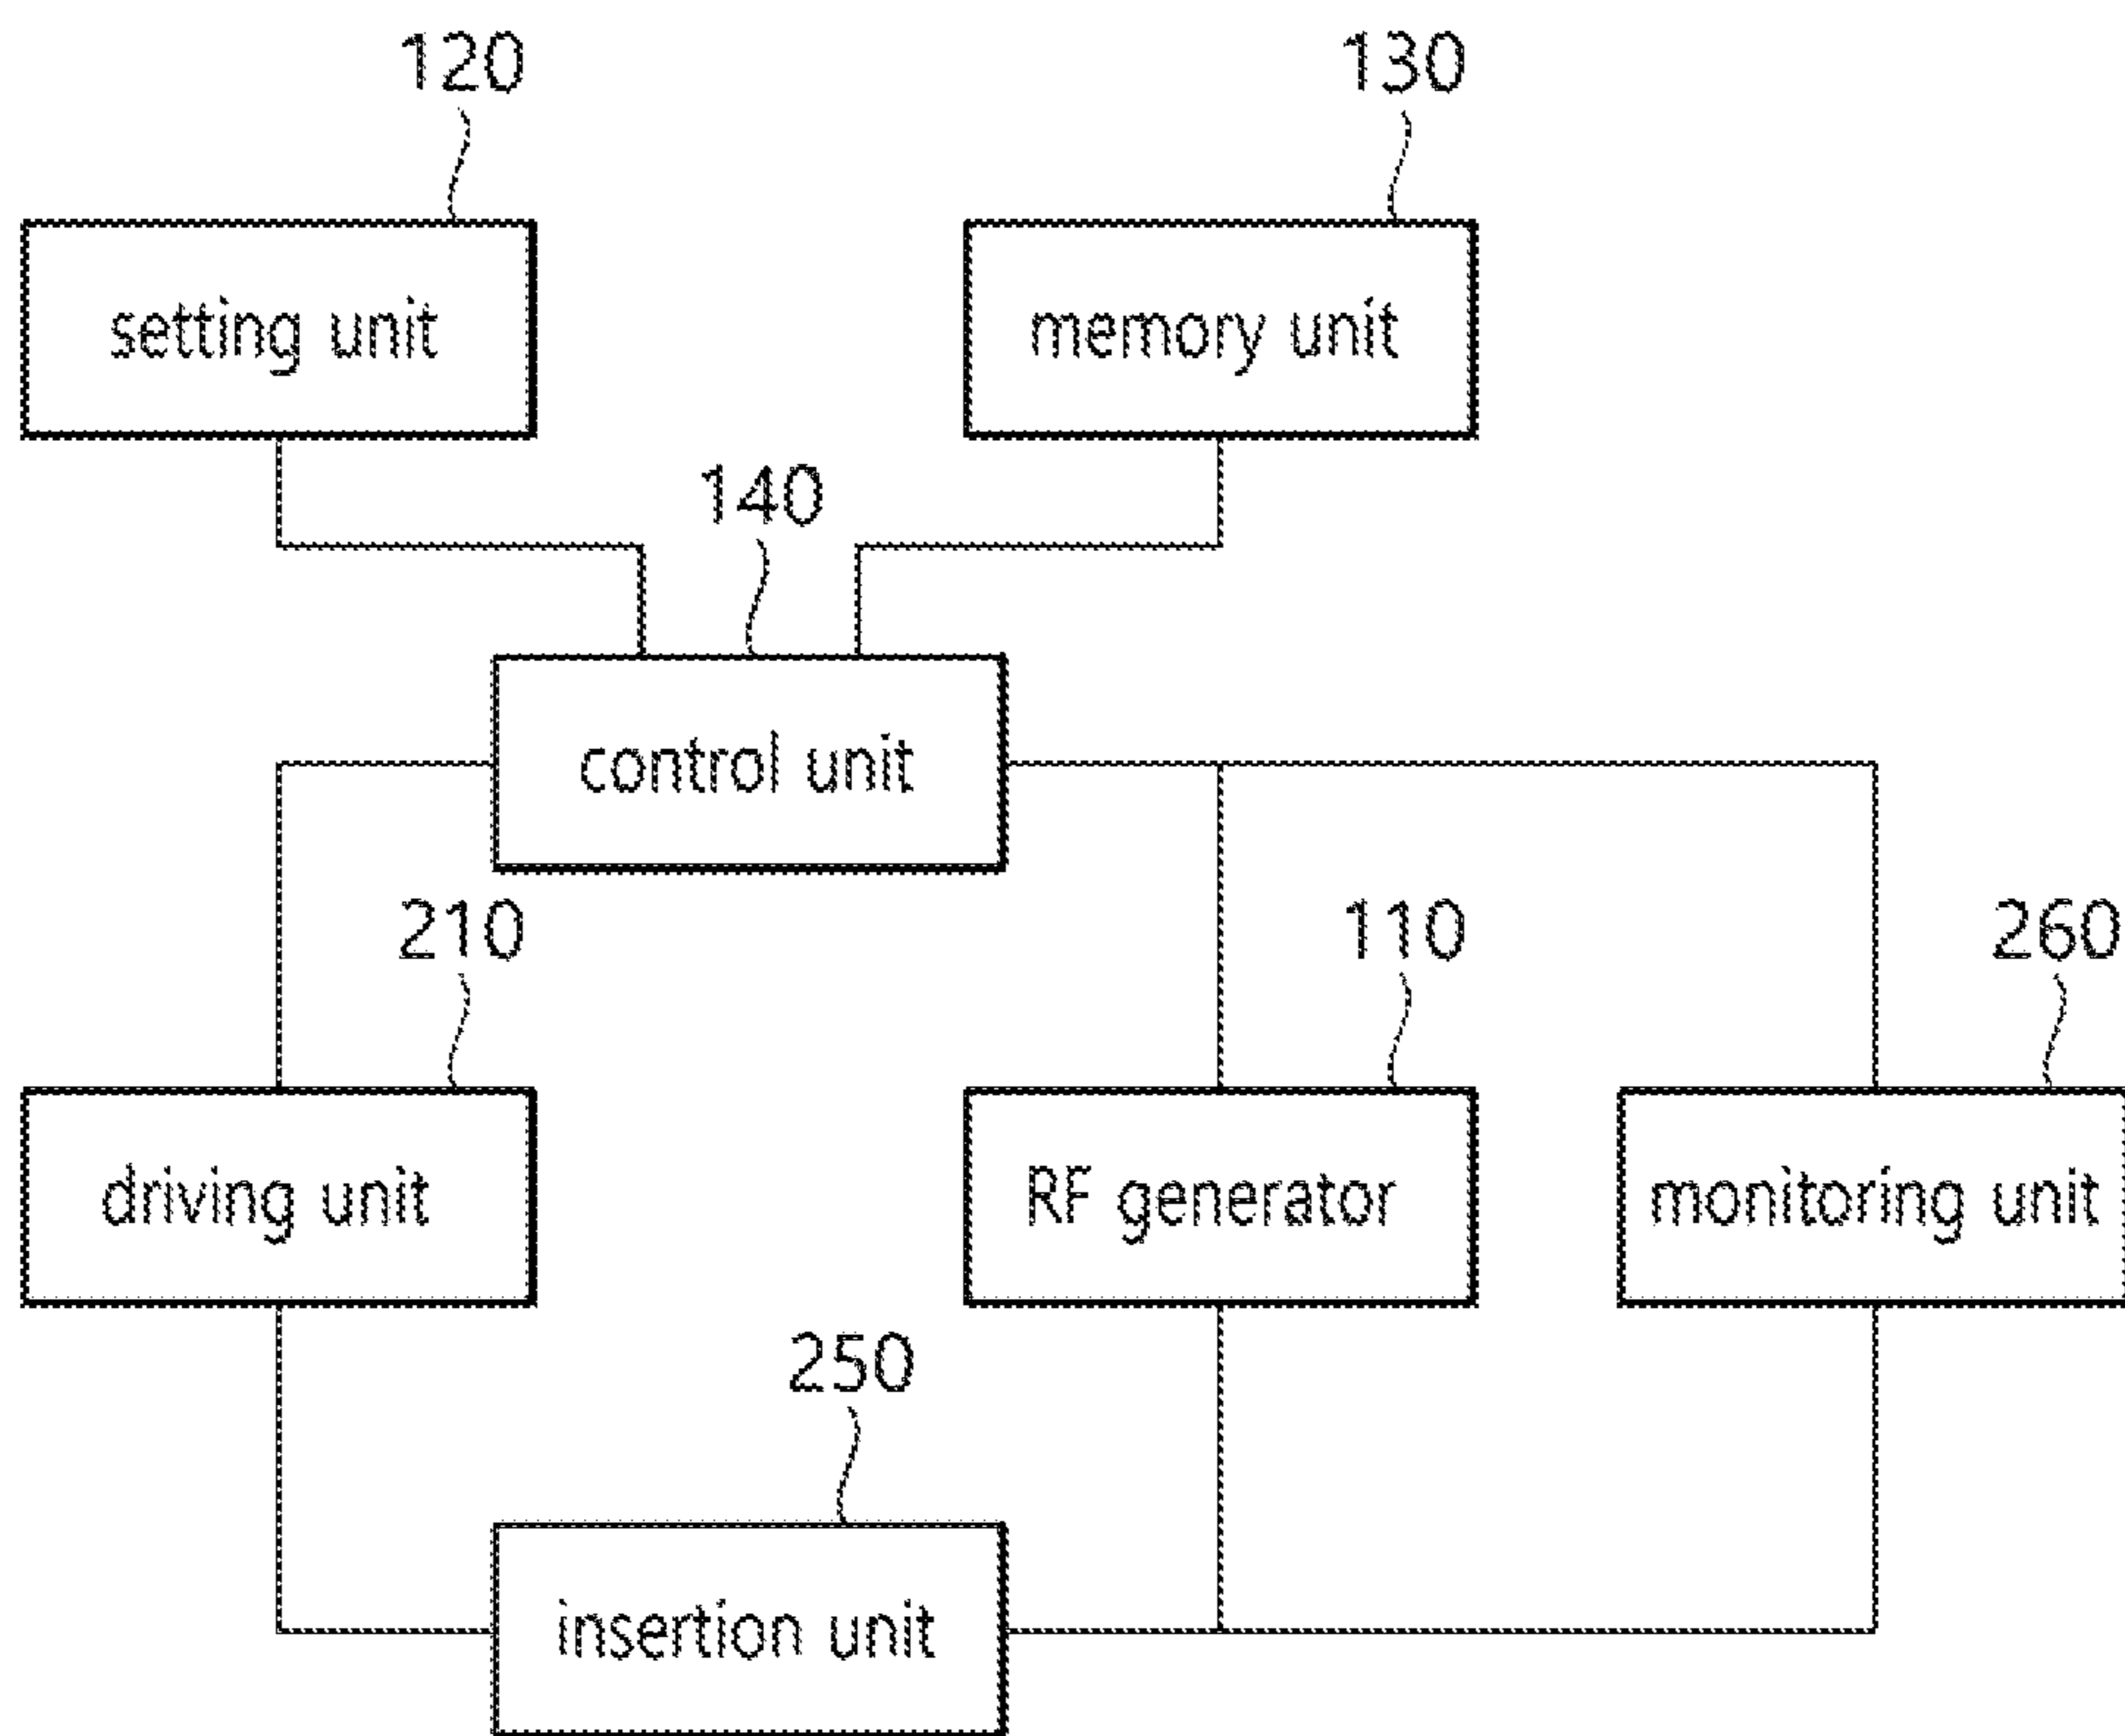 120
130
setting unit
memory unit
140
control unit
210
110
260
driving unit
RF generator
monitoring unit
250
insertion unit